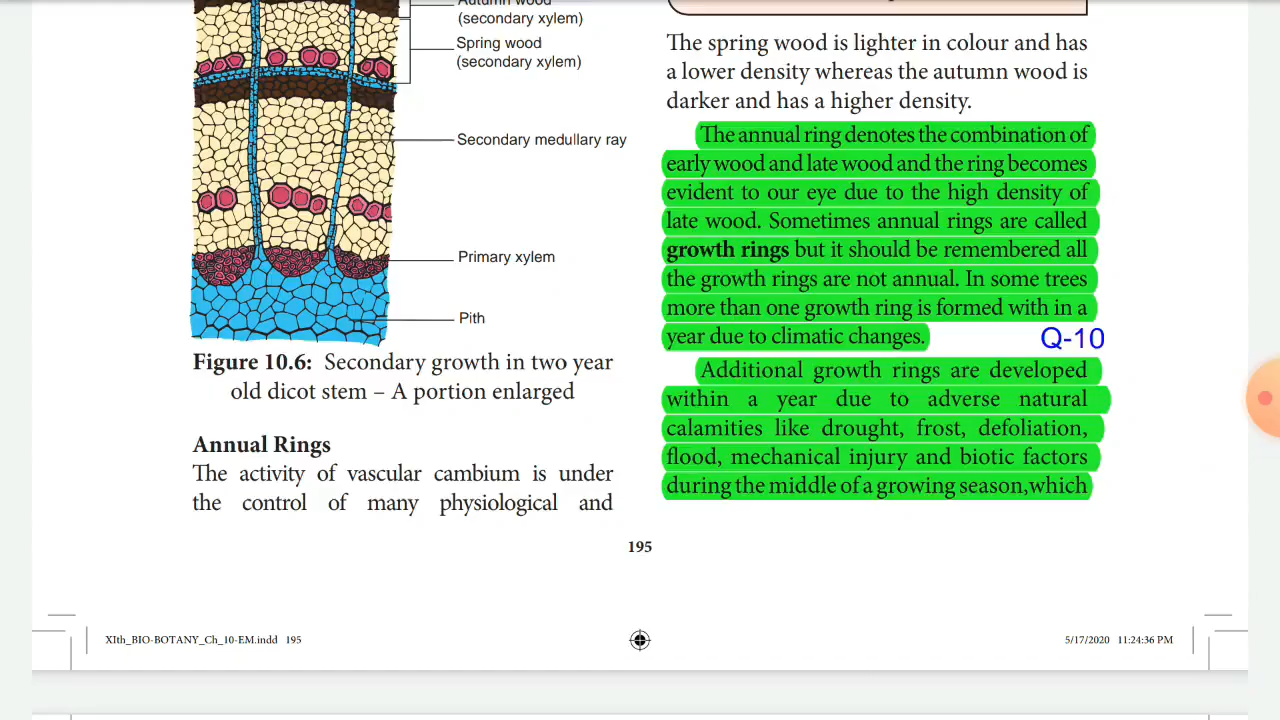 Autumn wood
(secondary xylem)
Spring wood
(secondary xylem)
Secondary medullary ray
Primary xylem
Pith
Figure 10.6: Secondary growth in two year
old dicot stem – A portion enlarged
Annual Rings
The activity of vascular cambium is under
the control of many physiological and
The spring wood is lighter in colour and has
a lower density whereas the autumn wood is
darker and has a higher density.
The annual ring denotes the combination of
early wood and late wood and the ring becomes
evident to our eye due to the high density of
late wood. Sometimes annual rings are called
growth rings but it should be remembered all
the growth rings are not annual. In some trees
more than one growth ring is formed with in a
year due to climatic changes.
Q-10
Additional growth rings are developed
within a year due to adverse natural
calamities like drought, frost, defoliation,
flood, mechanical injury and biotic factors
during the middle of a growing season,which
195
XIth_BIO-BOTANY_Ch_10-EM.indd 195
5/17/2020 11:24:36 PM